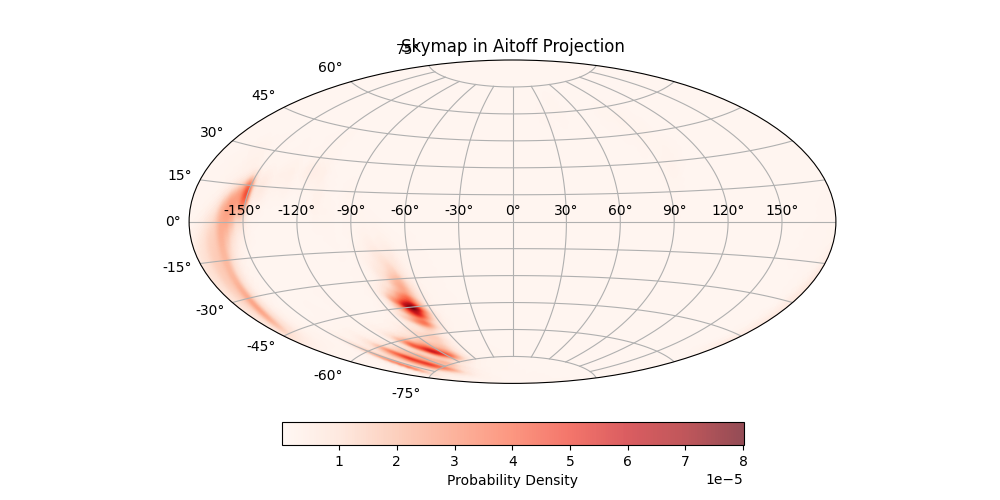 Skymap in Aitoff Projection
75°
60°
45°
30°
15°
-150° -120° -90° -60° -30° 0° 30° 60° 90° 120° 150°
0°
-15°
-30°
-45°
-60°
-75°
1 2 3 4 5 6 7 8
1e−5
Probability Density